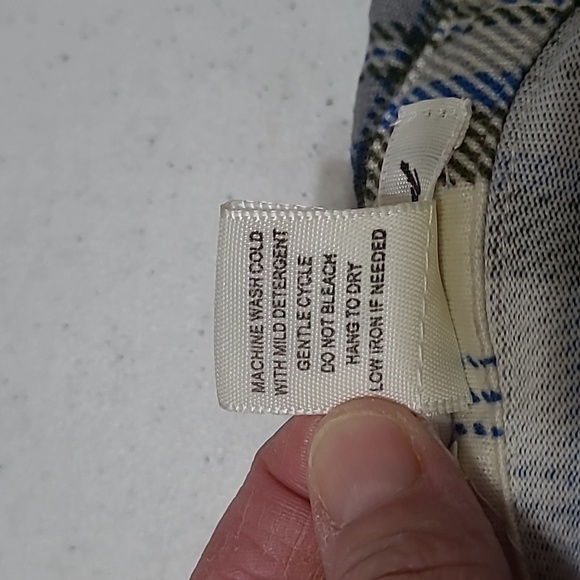 MACHINE WASH COLD
WITH MILD DETERGENT
GENTLE CYCLE
DO NOT BLEACH
HANG TO DRY
LOW IRON IF NEEDED